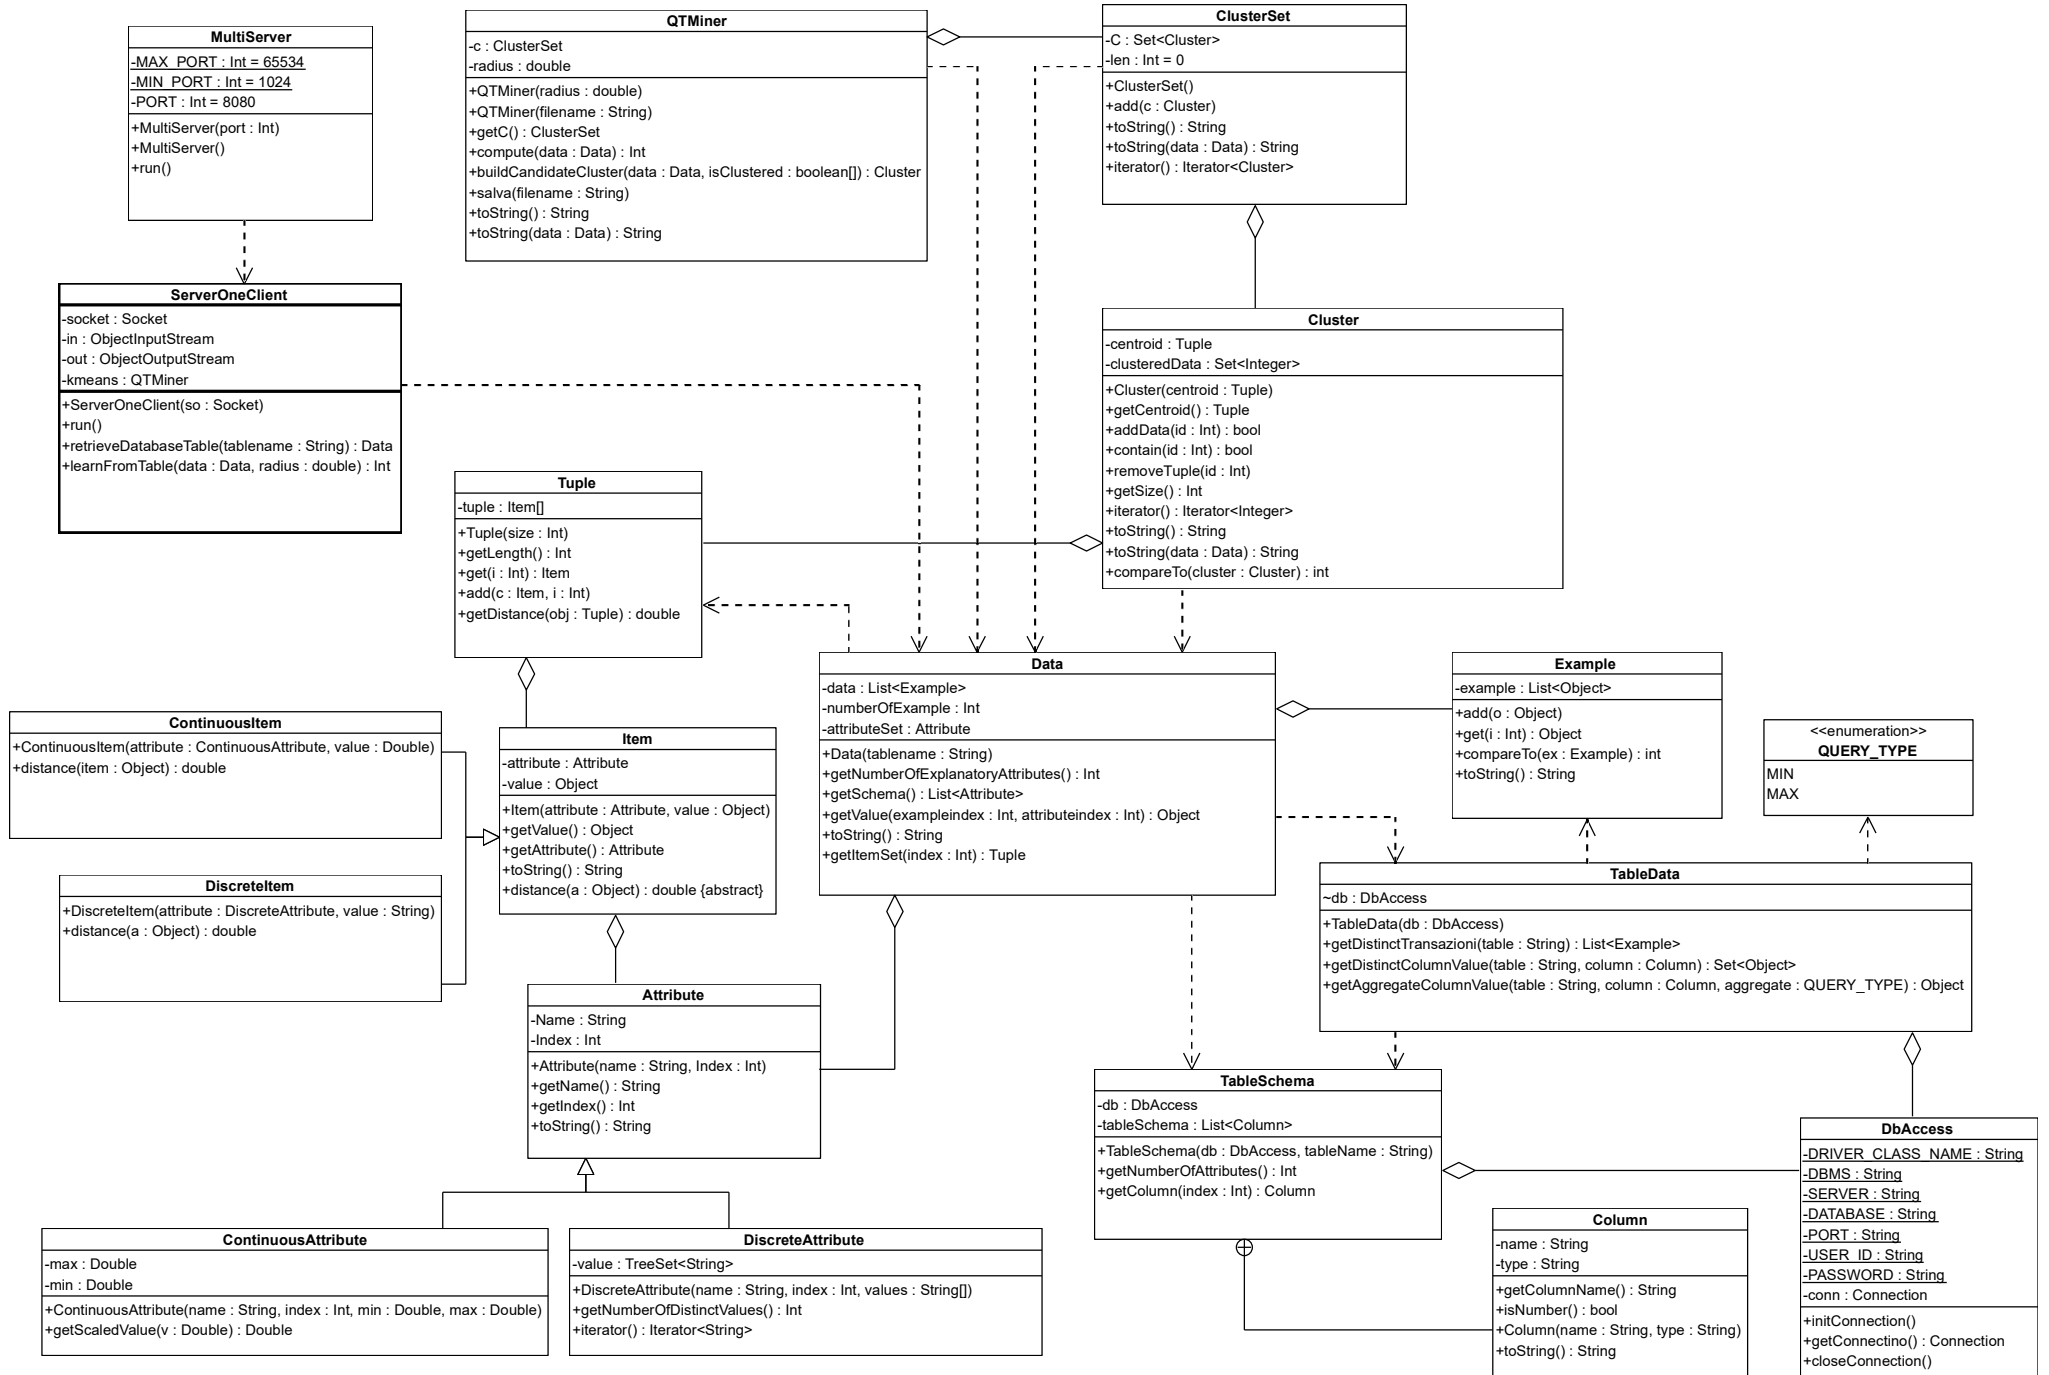 MultiServer
-MAX_PORT : Int = 65534
-MIN_PORT : Int = 1024
-PORT : Int = 8080
+MultiServer(port : Int)
+MultiServer()
+run()
QTMiner
-c : ClusterSet
-radius : double
+QTMiner(radius : double)
+QTMiner(filename : String)
+getC() : ClusterSet
+compute(data : Data) : Int
+buildCandidateCluster(data : Data, isClustered : boolean[]) : Cluster
+salva(filename : String)
+toString() : String
+toString(data : Data) : String
ClusterSet
-C : Set<Cluster>
-len : Int = 0
+ClusterSet()
+add(c : Cluster)
+toString() : String
+toString(data : Data) : String
+iterator() : Iterator<Cluster>
ServerOneClient
-socket : Socket
-in : ObjectInputStream
-out : ObjectOutputStream
-kmeans : QTMiner
+ServerOneClient(so : Socket)
+run()
+retrieveDatabaseTable(tablename : String) : Data
+learnFromTable(data : Data, radius : double) : Int
Cluster
-centroid : Tuple
-clusteredData : Set<Integer>
+Cluster(centroid : Tuple)
+getCentroid() : Tuple
+addData(id : Int) : bool
+contain(id : Int) : bool
+removeTuple(id : Int)
+getSize() : Int
+iterator() : Iterator<Integer>
+toString() : String
+toString(data : Data) : String
+compareTo(cluster : Cluster) : int
Tuple
-tuple : Item[]
+Tuple(size : Int)
+getLength() : Int
+get(i : Int) : Item
+add(c : Item, i : Int)
+getDistance(obj : Tuple) : double
Data
-data : List<Example>
-numberOfExample : Int
-attributeSet : Attribute
+Data(tablename : String)
+getNumberOfExplanatoryAttributes() : Int
+getSchema() : List<Attribute>
+getValue(exampleindex : Int, attributeindex : Int) : Object
+toString() : String
+getItemSet(index : Int) : Tuple
Example
-example : List<Object>
+add(o : Object)
+get(i : Int) : Object
+compareTo(ex : Example) : int
+toString() : String
<<enumeration>>
QUERY_TYPE
MIN
MAX
ContinuousItem
+ContinuousItem(attribute : ContinuousAttribute, value : Double)
+distance(item : Object) : double
Item
-attribute : Attribute
-value : Object
+Item(attribute : Attribute, value : Object)
+getValue() : Object
+getAttribute() : Attribute
+toString() : String
+distance(a : Object) : double {abstract}
DiscreteItem
+DiscreteItem(attribute : DiscreteAttribute, value : String)
+distance(a : Object) : double
TableData
~db : DbAccess
+TableData(db : DbAccess)
+getDistinctTransazioni(table : String) : List<Example>
+getDistinctColumnValue(table : String, column : Column) : Set<Object>
+getAggregateColumnValue(table : String, column : Column, aggregate : QUERY_TYPE) : Object
Attribute
-Name : String
-Index : Int
+Attribute(name : String, Index : Int)
+getName() : String
+getIndex() : Int
+toString() : String
TableSchema
-db : DbAccess
-tableSchema : List<Column>
+TableSchema(db : DbAccess, tableName : String)
+getNumberOfAttributes() : Int
+getColumn(index : Int) : Column
DbAccess
-DRIVER_CLASS_NAME : String
-DBMS : String
-SERVER : String
-DATABASE : String
-PORT : String
-USER_ID : String
-PASSWORD : String
-conn : Connection
+initConnection()
+getConnectino() : Connection
+closeConnection()
Column
-name : String
-type : String
+getColumnName() : String
+isNumber() : bool
+Column(name : String, type : String)
+toString() : String
ContinuousAttribute
-max : Double
-min : Double
+ContinuousAttribute(name : String, index : Int, min : Double, max : Double)
+getScaledValue(v : Double) : Double
DiscreteAttribute
-value : TreeSet<String>
+DiscreteAttribute(name : String, index : Int, values : String[])
+getNumberOfDistinctValues() : Int
+iterator() : Iterator<String>